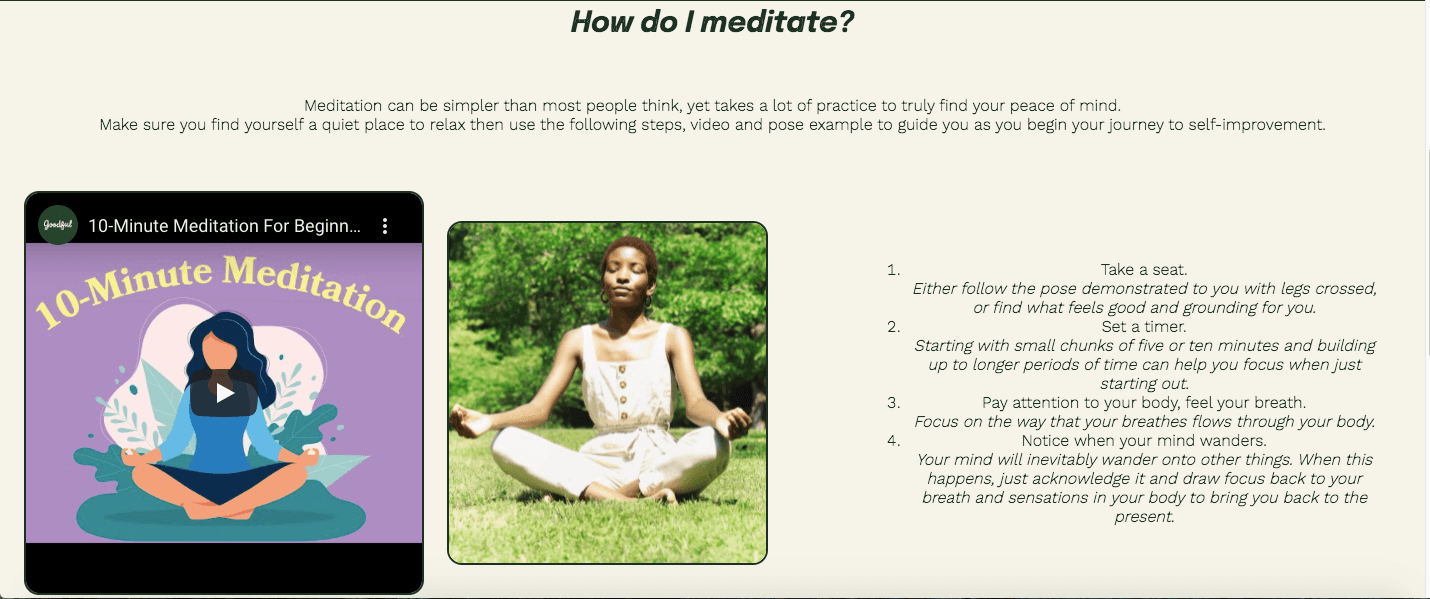 How do I meditate?
Meditation can be simpler than most people think, yet takes a lot of practice to truly find your peace of mind.
Make sure you find yourself a quiet place to relax then use the following steps, video and pose example to guide you as you begin your journey to self-improvement.
Goodful
10-Minute Meditation For Beginn...
10-Minute Meditation
1. Take a seat.
Either follow the pose demonstrated to you with legs crossed,
or find what feels good and grounding for you.
2. Set a timer.
Starting with small chunks of five or ten minutes and building
up to longer periods of time can help you focus when just
starting out.
3. Pay attention to your body, feel your breath.
Focus on the way that your breathes flows through your body.
4. Notice when your mind wanders.
Your mind will inevitably wander onto other things. When this
happens, just acknowledge it and draw focus back to your
breath and sensations in your body to bring you back to the
present.